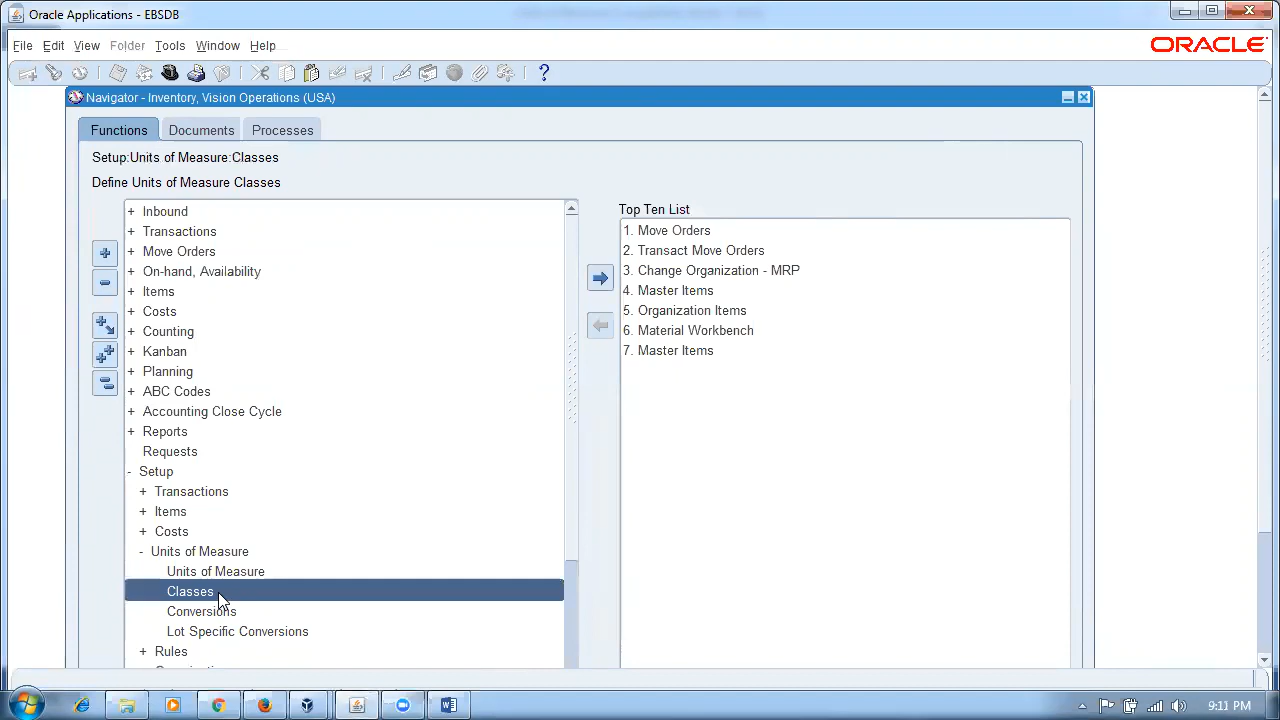 Oracle Applications - EBSDB
File Edit View Folder Tools Window Help
ORACLE
Navigator - Inventory, Vision Operations (USA)
Functions Documents Processes
Setup:Units of Measure:Classes
Define Units of Measure Classes
+ Inbound
+ Transactions
+ Move Orders
+ On-hand, Availability
+ Items
+ Costs
+ Counting
+ Kanban
+ Planning
+ ABC Codes
+ Accounting Close Cycle
+ Reports
Requests
- Setup
+ Transactions
+ Items
+ Costs
- Units of Measure
Units of Measure
Classes
Conversions
Lot Specific Conversions
+ Rules
Top Ten List
1. Move Orders
2. Transact Move Orders
3. Change Organization - MRP
4. Master Items
5. Organization Items
6. Material Workbench
7. Master Items
9:11 PM